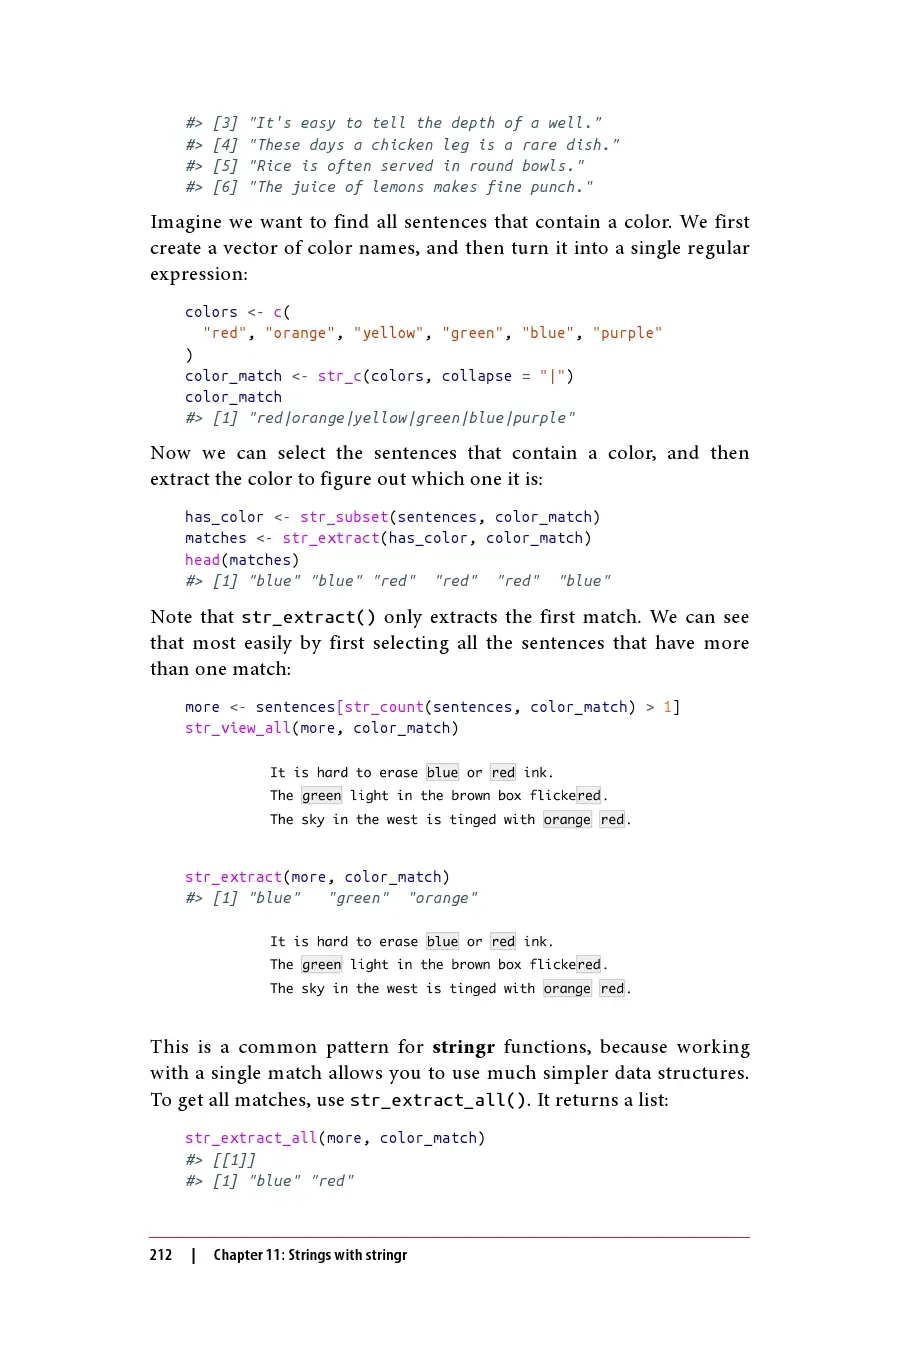 #> [3] "It's easy to tell the depth of a well."
#> [4] "These days a chicken leg is a rare dish."
#> [5] "Rice is often served in round bowls."
#> [6] "The juice of lemons makes fine punch."
Imagine we want to find all sentences that contain a color. We first
create a vector of color names, and then turn it into a single regular
expression:
colors <- c(
  "red", "orange", "yellow", "green", "blue", "purple"
)
color_match <- str_c(colors, collapse = "|")
color_match
#> [1] "red|orange|yellow|green|blue|purple"
Now we can select the sentences that contain a color, and then
extract the color to figure out which one it is:
has_color <- str_subset(sentences, color_match)
matches <- str_extract(has_color, color_match)
head(matches)
#> [1] "blue" "blue" "red"  "red"  "red"  "blue"
Note that str_extract() only extracts the first match. We can see
that most easily by first selecting all the sentences that have more
than one match:
more <- sentences[str_count(sentences, color_match) > 1]
str_view_all(more, color_match)
It is hard to erase blue or red ink.
The green light in the brown box flickered.
The sky in the west is tinged with orange red.
str_extract(more, color_match)
#> [1] "blue"   "green"  "orange"
It is hard to erase blue or red ink.
The green light in the brown box flickered.
The sky in the west is tinged with orange red.
This is a common pattern for stringr functions, because working
with a single match allows you to use much simpler data structures.
To get all matches, use str_extract_all(). It returns a list:
str_extract_all(more, color_match)
#> [[1]]
#> [1] "blue" "red"
212 | Chapter 11: Strings with stringr